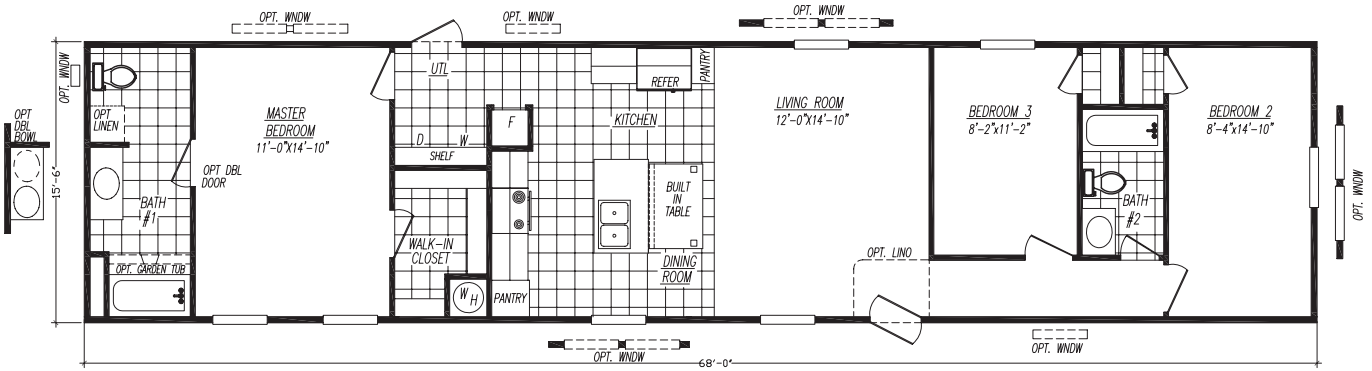 OPT. WNDW
OPT. WNDW
OPT. WNDW
OPT. WNDW
OPT
DBL
BOWL
15'-6"
OPT
LINEN
BATH
#1
OPT. GARDEN TUB
MASTER
BEDROOM
11'-0"X14'-10"
OPT DBL
DOOR
UTL
D W
SHELF
F
WALK-IN
CLOSET
W
H
PANTRY
KITCHEN
REFER
PANTRY
BUILT
IN
TABLE
DINING
ROOM
LIVING ROOM
12'-0"X14'-10"
OPT. LINO
BEDROOM 3
8'-2"x11'-2"
BATH
#2
BEDROOM 2
8'-4"x14'-10"
OPT. WNDW
OPT. WNDW
OPT. WNDW
68'-0"